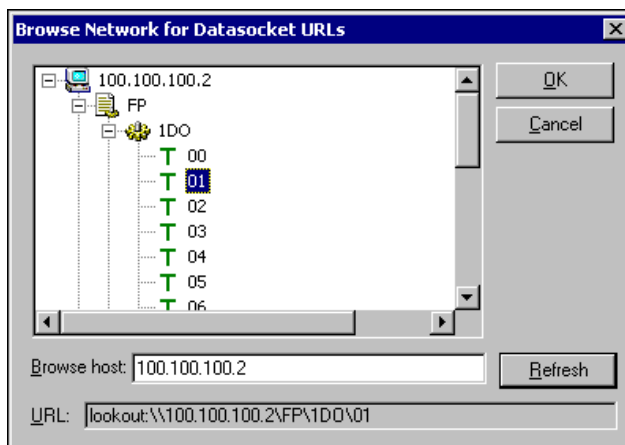 Browse Network for Datasocket URLs
100.100.100.2
FP
1DO
00
01
02
03
04
05
06
OK
Cancel
Browse host: 100.100.100.2
Refresh
URL: lookout:\\100.100.100.2\FP\1DO\01